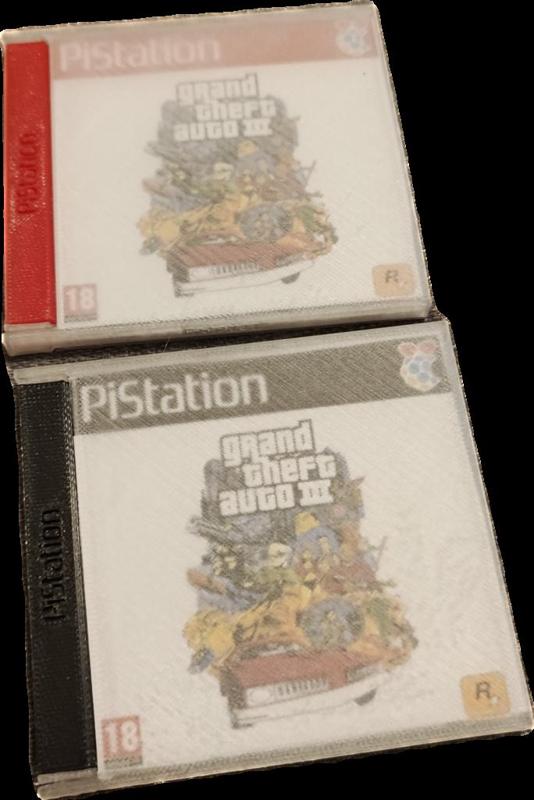 PiStation
grand
theft
auto III
PiStation
18
R
PiStation
grand
theft
auto III
PiStation
18
R